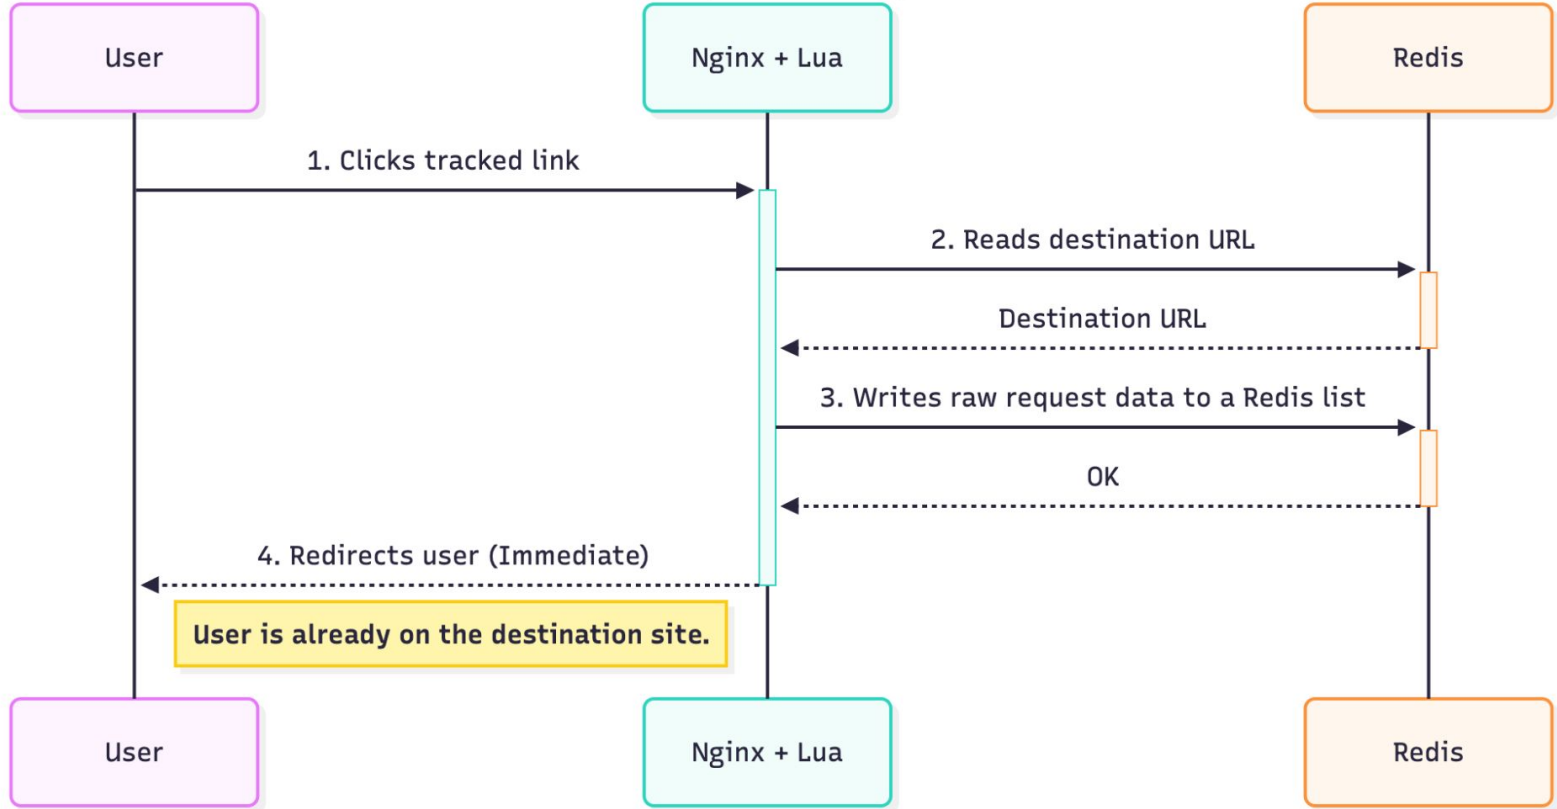 User
Nginx + Lua
Redis
1. Clicks tracked link
2. Reads destination URL
Destination URL
3. Writes raw request data to a Redis list
OK
4. Redirects user (Immediate)
User is already on the destination site.
User
Nginx + Lua
Redis